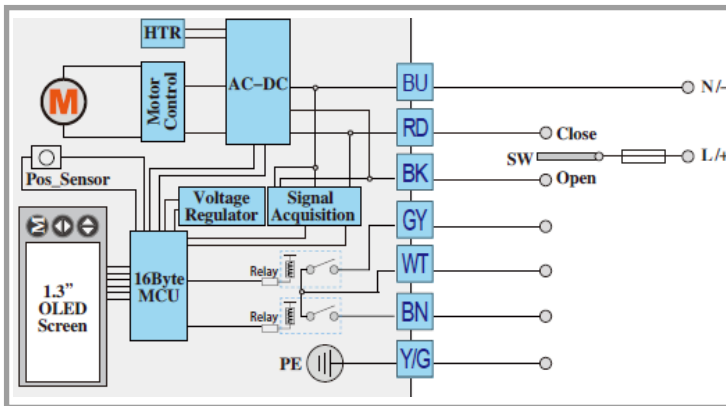 HTR
AC-DC
Motor
Control
M
Pos_Sensor
Voltage
Regulator
Signal
Acquisition
M
1.3”
OLED
Screen
16Byte
MCU
Relay
Relay
PE
BU
RD
BK
GY
WT
BN
Y/G
N/-
Close
SW
L/+
Open